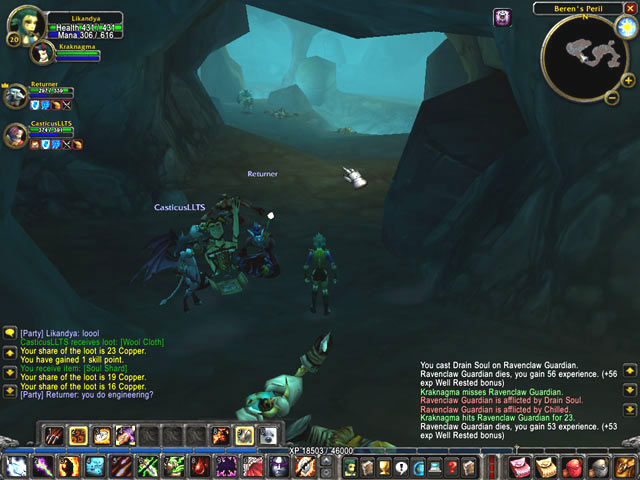 Likandya
Health 431 / 431
Mana 306 / 616
20
Kraknagma
Returner
297 / 339
CasticusLLTS
374 / 391
Beren's Peril
N
Returner
CasticusLLTS
[Party] Likandya: loool
CasticusLLTS receives loot: [Wool Cloth]
Your share of the loot is 23 Copper.
You have gained 1 skill point.
You receive item: [Soul Shard]
Your share of the loot is 19 Copper.
Your share of the loot is 16 Copper.
[Party] Returner: you do engineering?
You cast Drain Soul on Ravenclaw Guardian.
Ravenclaw Guardian dies, you gain 56 experience. (+56
exp Well Rested bonus)
Kraknagma misses Ravenclaw Guardian.
Ravenclaw Guardian is afflicted by Drain Soul.
Ravenclaw Guardian is afflicted by Chilled.
Kraknagma hits Ravenclaw Guardian for 23.
Ravenclaw Guardian dies, you gain 53 experience. (+53
exp Well Rested bonus)
XP 18503 / 46000